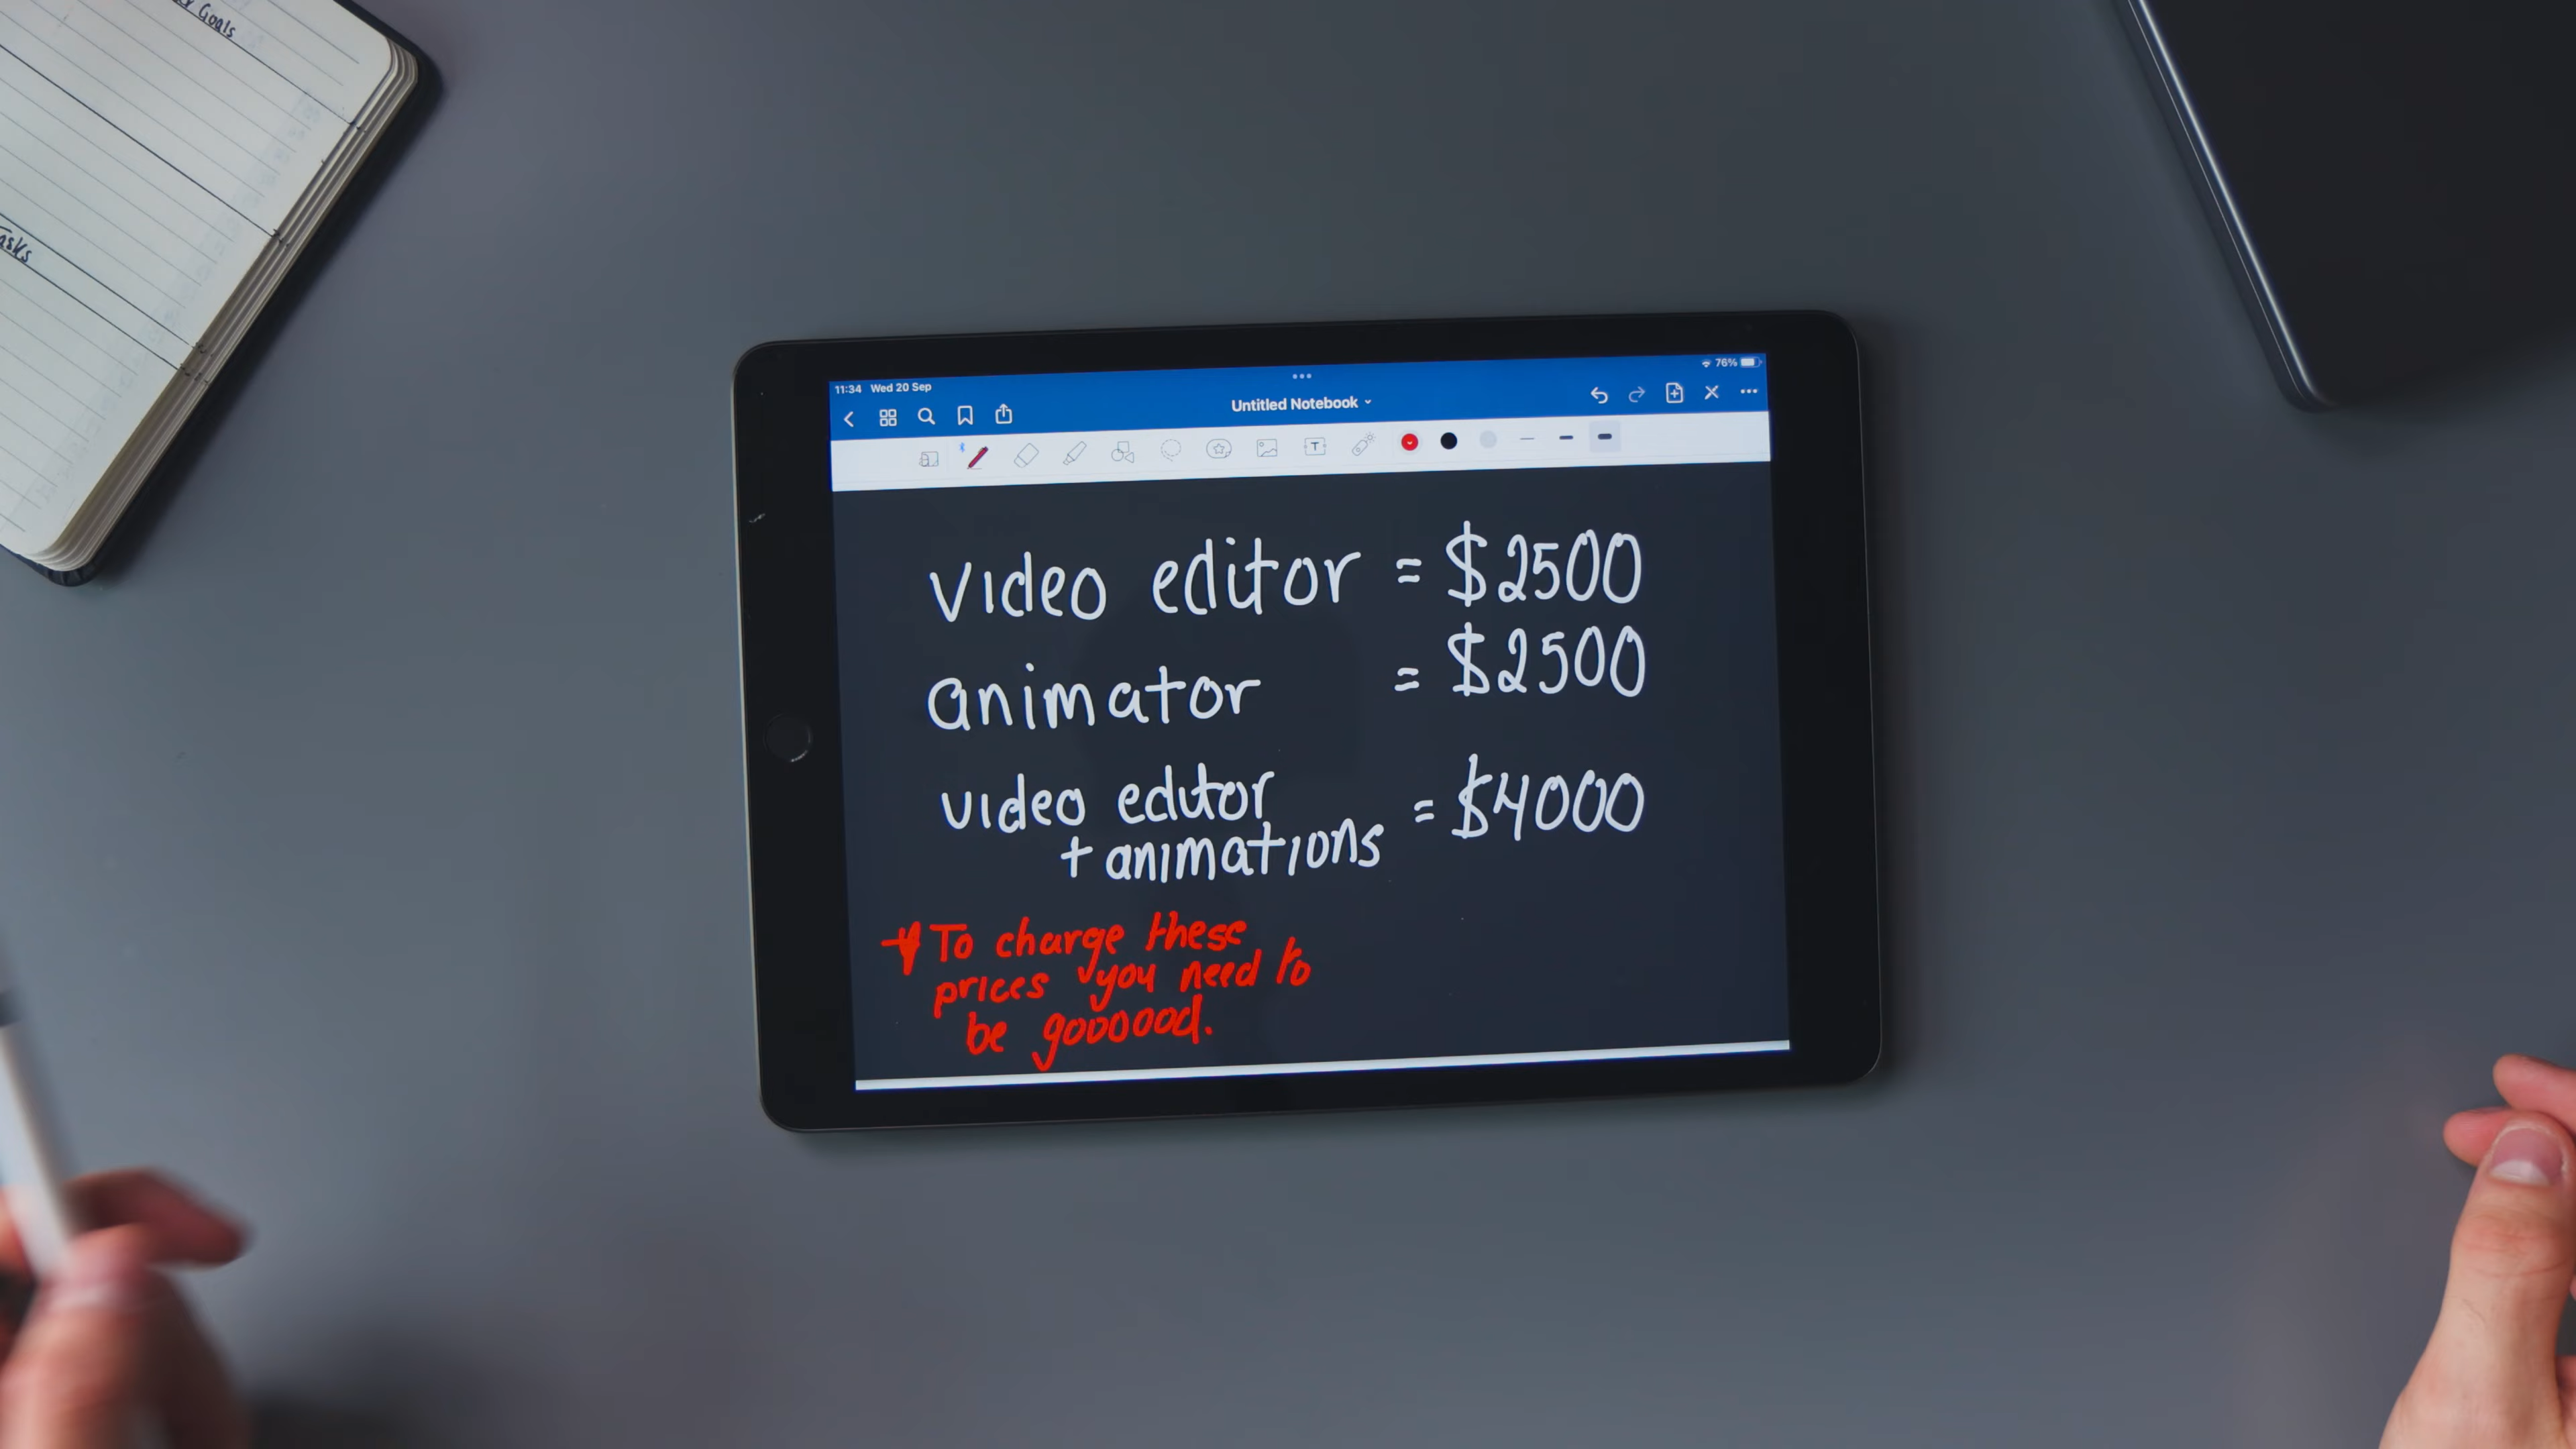 Goals
11:34 Wed 20 Sep
76%
Untitled Notebook
T
video editor = $2500
animator = $2500
video editor
+ animations = $4000
* To charge these
prices you need to
be goooood.